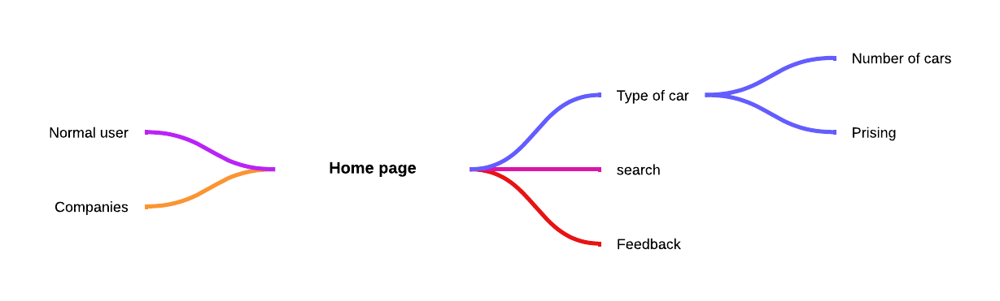 Normal user
Companies
Home page
Type of car
Number of cars
Prising
search
Feedback